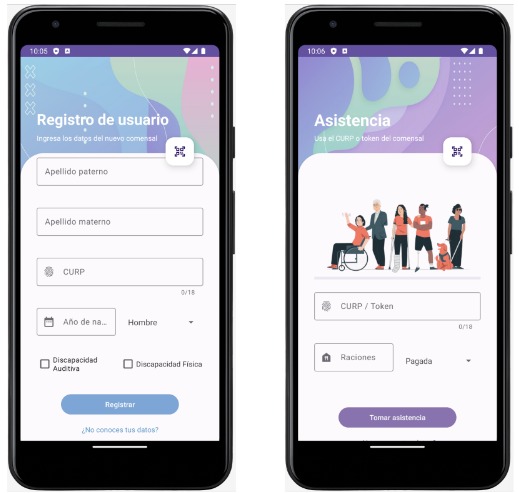 10:05
Registro de usuario
Ingresa los datos del nuevo comensal
Apellido paterno
Apellido materno
CURP
0/18
Año de na...
Hombre
Discapacidad
Auditiva
Discapacidad Física
Registrar
¿No conoces tus datos?
10:06
Asistencia
Usa el CURP o token del comensal
CURP / Token
0/18
Raciones
Pagada
Tomar asistencia